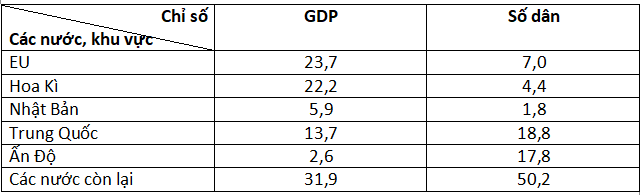 Chỉ số
Các nước, khu vực GDP Số dân
EU 23,7 7,0
Hoa Kì 22,2 4,4
Nhật Bản 5,9 1,8
Trung Quốc 13,7 18,8
Ấn Độ 2,6 17,8
Các nước còn lại 31,9 50,2